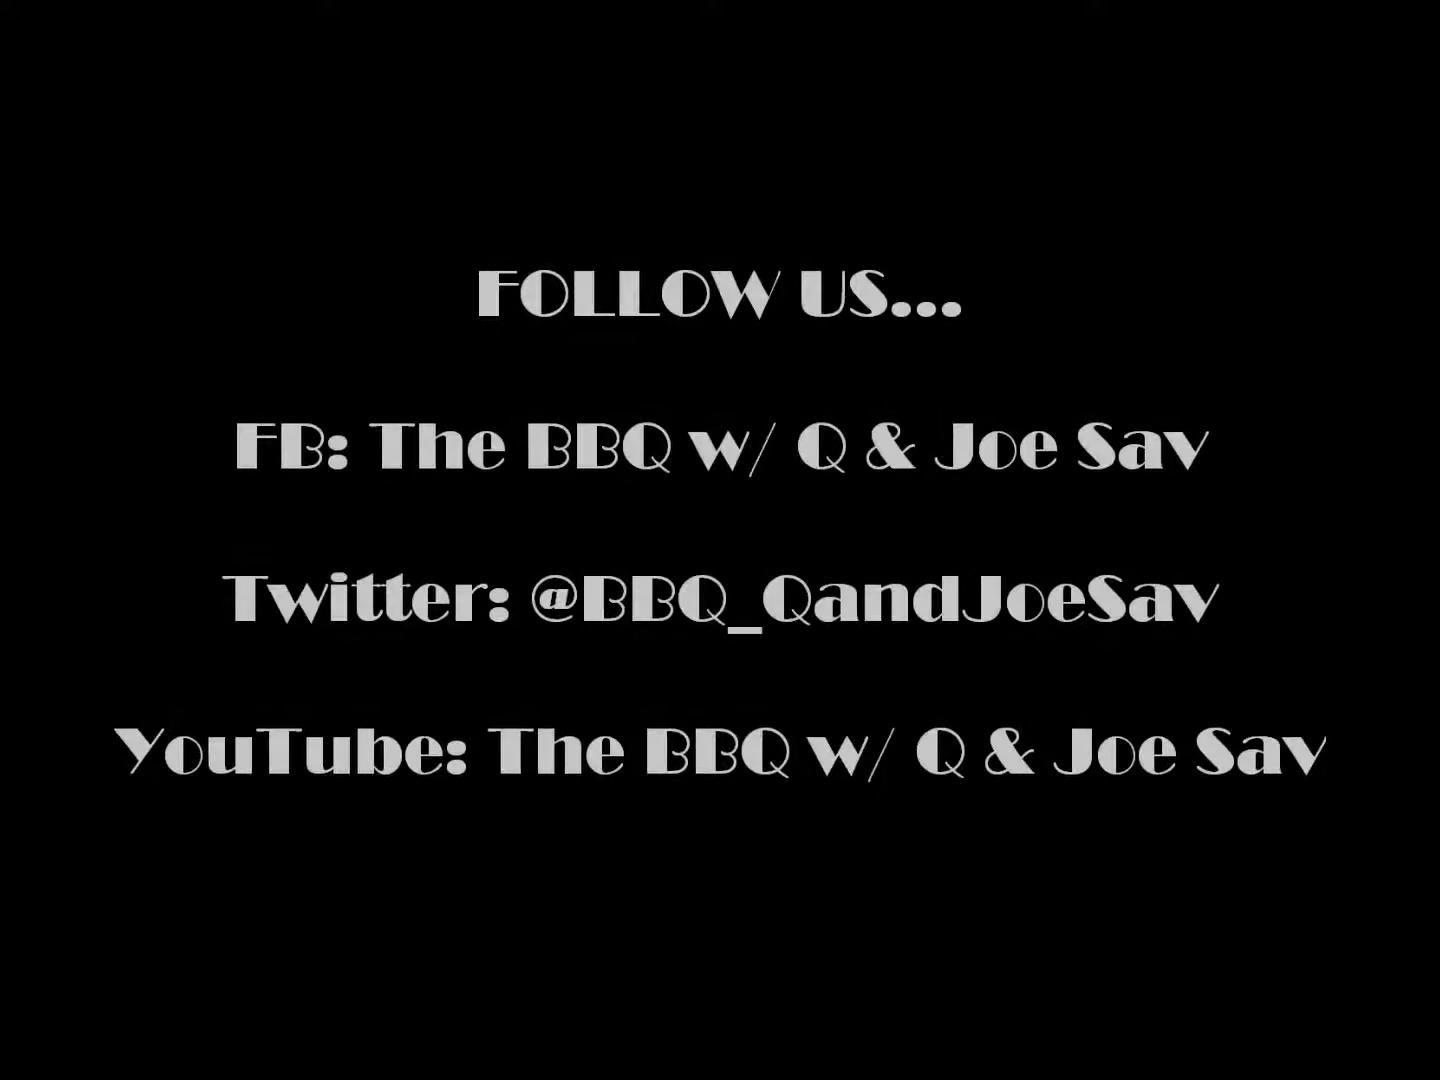 FOLLOW US...
FB: The BBQ w/ Q & Joe Sav
Twitter: @BBQ_QandJoeSav
YouTube: The BBQ w/ Q & Joe Sav